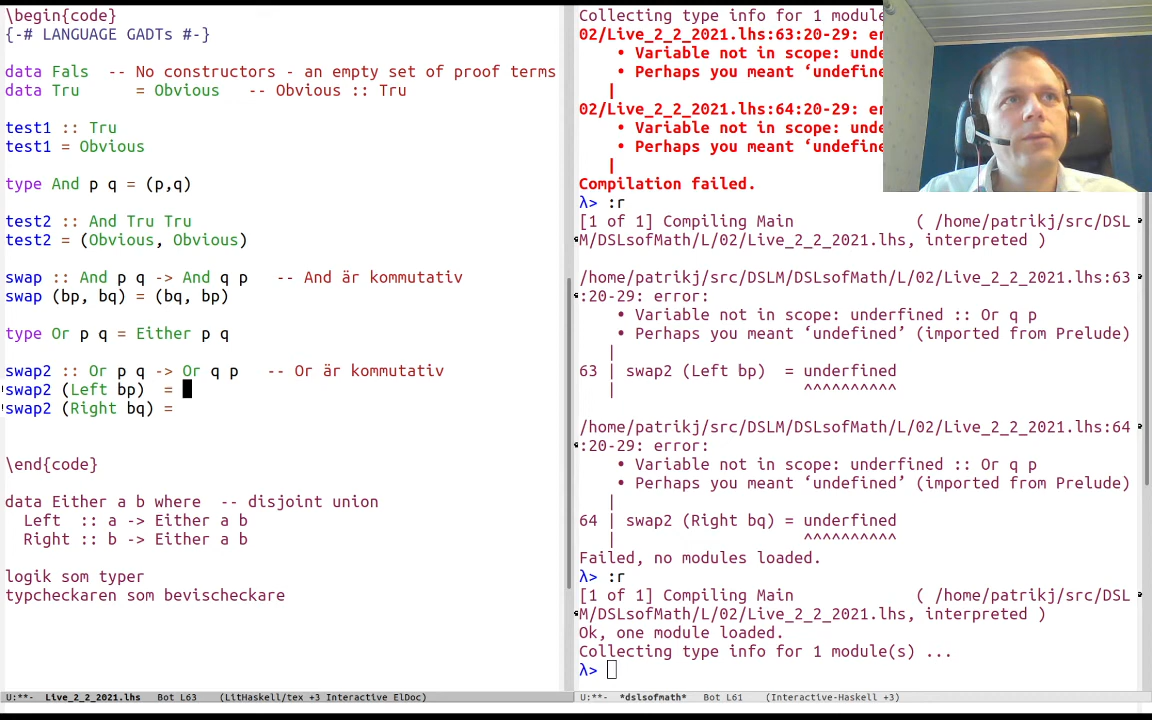 \begin{code}
{-# LANGUAGE GADTs #-}
data Fals  -- No constructors - an empty set of proof terms
data Tru      = Obvious   -- Obvious :: Tru
test1 :: Tru
test1 = Obvious
type And p q = (p,q)
test2 :: And Tru Tru
test2 = (Obvious, Obvious)
swap :: And p q -> And q p   -- And är kommutativ
swap (bp, bq) = (bq, bp)
type Or p q = Either p q
swap2 :: Or p q -> Or q p   -- Or är kommutativ
swap2 (Left bp)  =
swap2 (Right bq) =
\end{code}
data Either a b where  -- disjoint union
  Left  :: a -> Either a b
  Right :: b -> Either a b
logik som typer
typcheckaren som bevischeckare
U:**-  Live_2_2_2021.lhs   Bot L63   (LitHaskell/tex +3 Interactive ElDoc)
Collecting type info for 1 module
02/Live_2_2_2021.lhs:63:20-29: er
    • Variable not in scope: unde
    • Perhaps you meant ‘undefine
   |
02/Live_2_2_2021.lhs:64:20-29: er
    • Variable not in scope: unde
    • Perhaps you meant ‘undefine
   |
Compilation failed.
λ> :r
[1 of 1] Compiling Main             ( /home/patrikj/src/DSL
M/DSLsofMath/L/02/Live_2_2_2021.lhs, interpreted )
/home/patrikj/src/DSLM/DSLsofMath/L/02/Live_2_2_2021.lhs:63
:20-29: error:
    • Variable not in scope: underfined :: Or q p
    • Perhaps you meant ‘undefined’ (imported from Prelude)
   |
63 | swap2 (Left bp)  = underfined
   |                    ^^^^^^^^^^
/home/patrikj/src/DSLM/DSLsofMath/L/02/Live_2_2_2021.lhs:64
:20-29: error:
    • Variable not in scope: underfined :: Or q p
    • Perhaps you meant ‘undefined’ (imported from Prelude)
   |
64 | swap2 (Right bq) = underfined
   |                    ^^^^^^^^^^
Failed, no modules loaded.
λ> :r
[1 of 1] Compiling Main             ( /home/patrikj/src/DSL
M/DSLsofMath/L/02/Live_2_2_2021.lhs, interpreted )
Ok, one module loaded.
Collecting type info for 1 module(s) ...
λ>
U:**-  *dslsofmath*   Bot L61    (Interactive-Haskell +3)